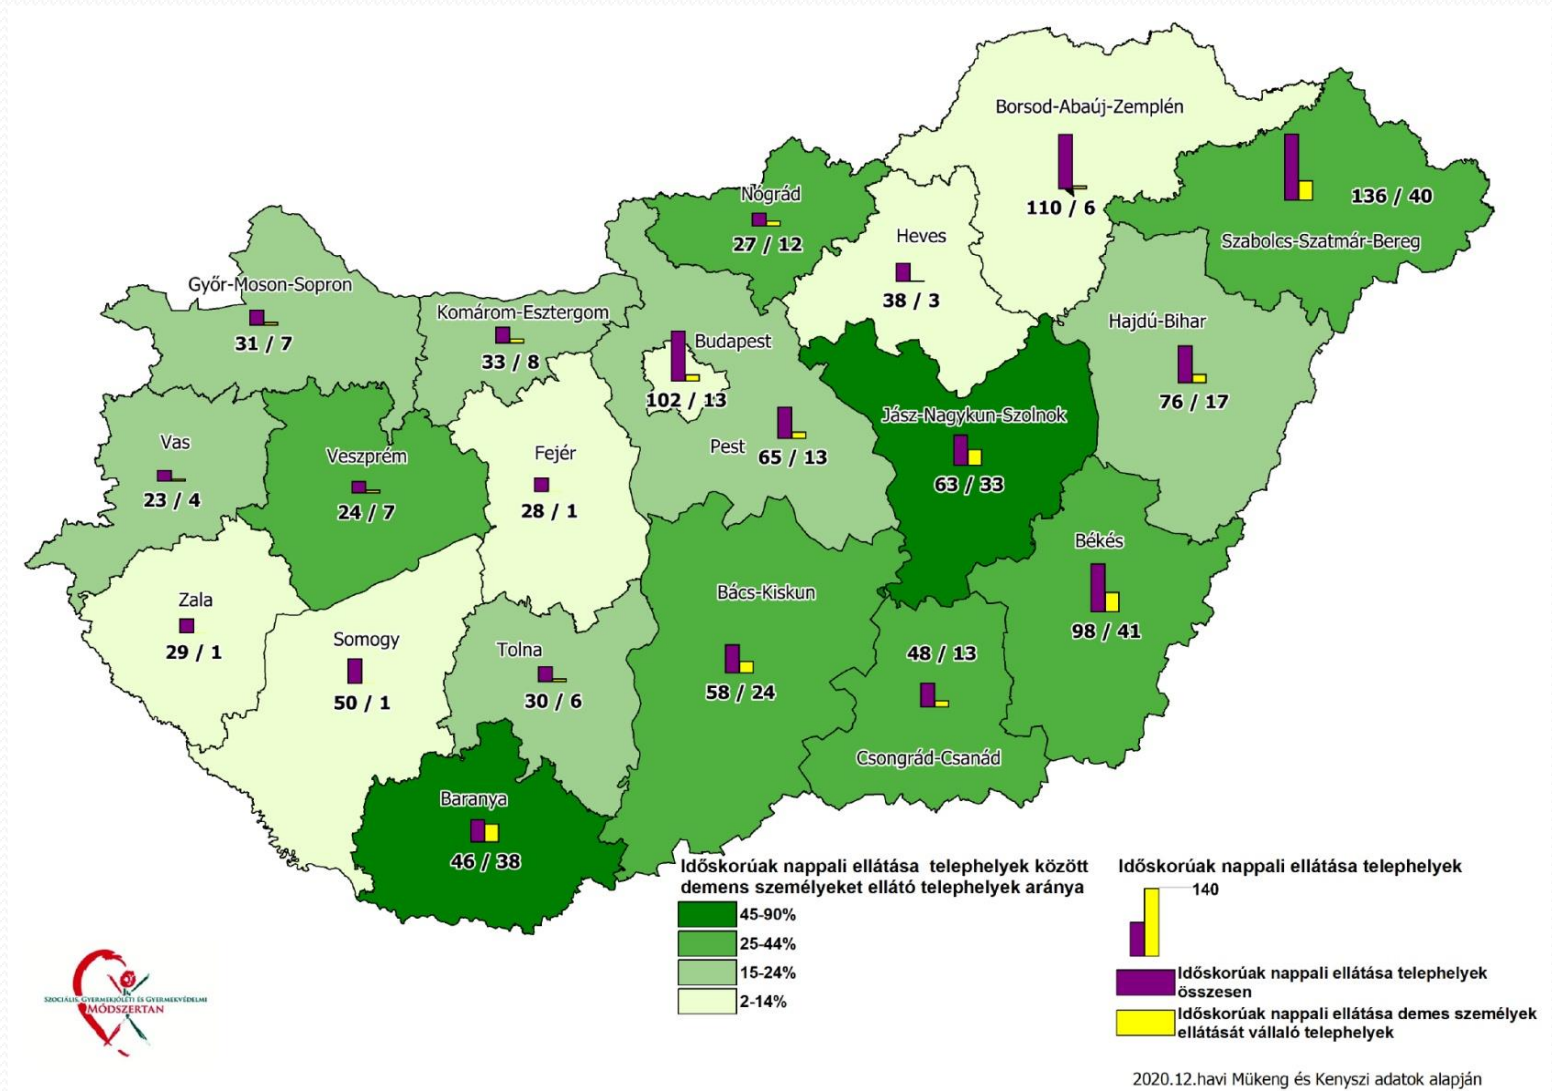 Borsod-Abaúj-Zemplén
110 / 6
136 / 40
Szabolcs-Szatmár-Bereg
Nógrád
27 / 12
Heves
38 / 3
Győr-Moson-Sopron
31 / 7
Komárom-Esztergom
33 / 8
Budapest
102 / 13
Pest
65 / 13
Hajdú-Bihar
76 / 17
Jász-Nagykun-Szolnok
63 / 33
Vas
23 / 4
Veszprém
24 / 7
Fejér
28 / 1
Békés
98 / 41
Zala
29 / 1
Somogy
50 / 1
Tolna
30 / 6
Bács-Kiskun
58 / 24
48 / 13
Csongrád-Csanád
Baranya
46 / 38
Időskorúak nappali ellátása telephelyek között
demens személyeket ellátó telephelyek aránya
45-90%
25-44%
15-24%
2-14%
Időskorúak nappali ellátása telephelyek
140
Időskorúak nappali ellátása telephelyek
összesen
Időskorúak nappali ellátása demes személyek
ellátását vállaló telephelyek
SZOCIÁLIS, GYERMEKJÓLÉTI ÉS GYERMEKVÉDELMI
MÓDSZERTAN
2020.12.havi Mükeng és Kenyszi adatok alapján